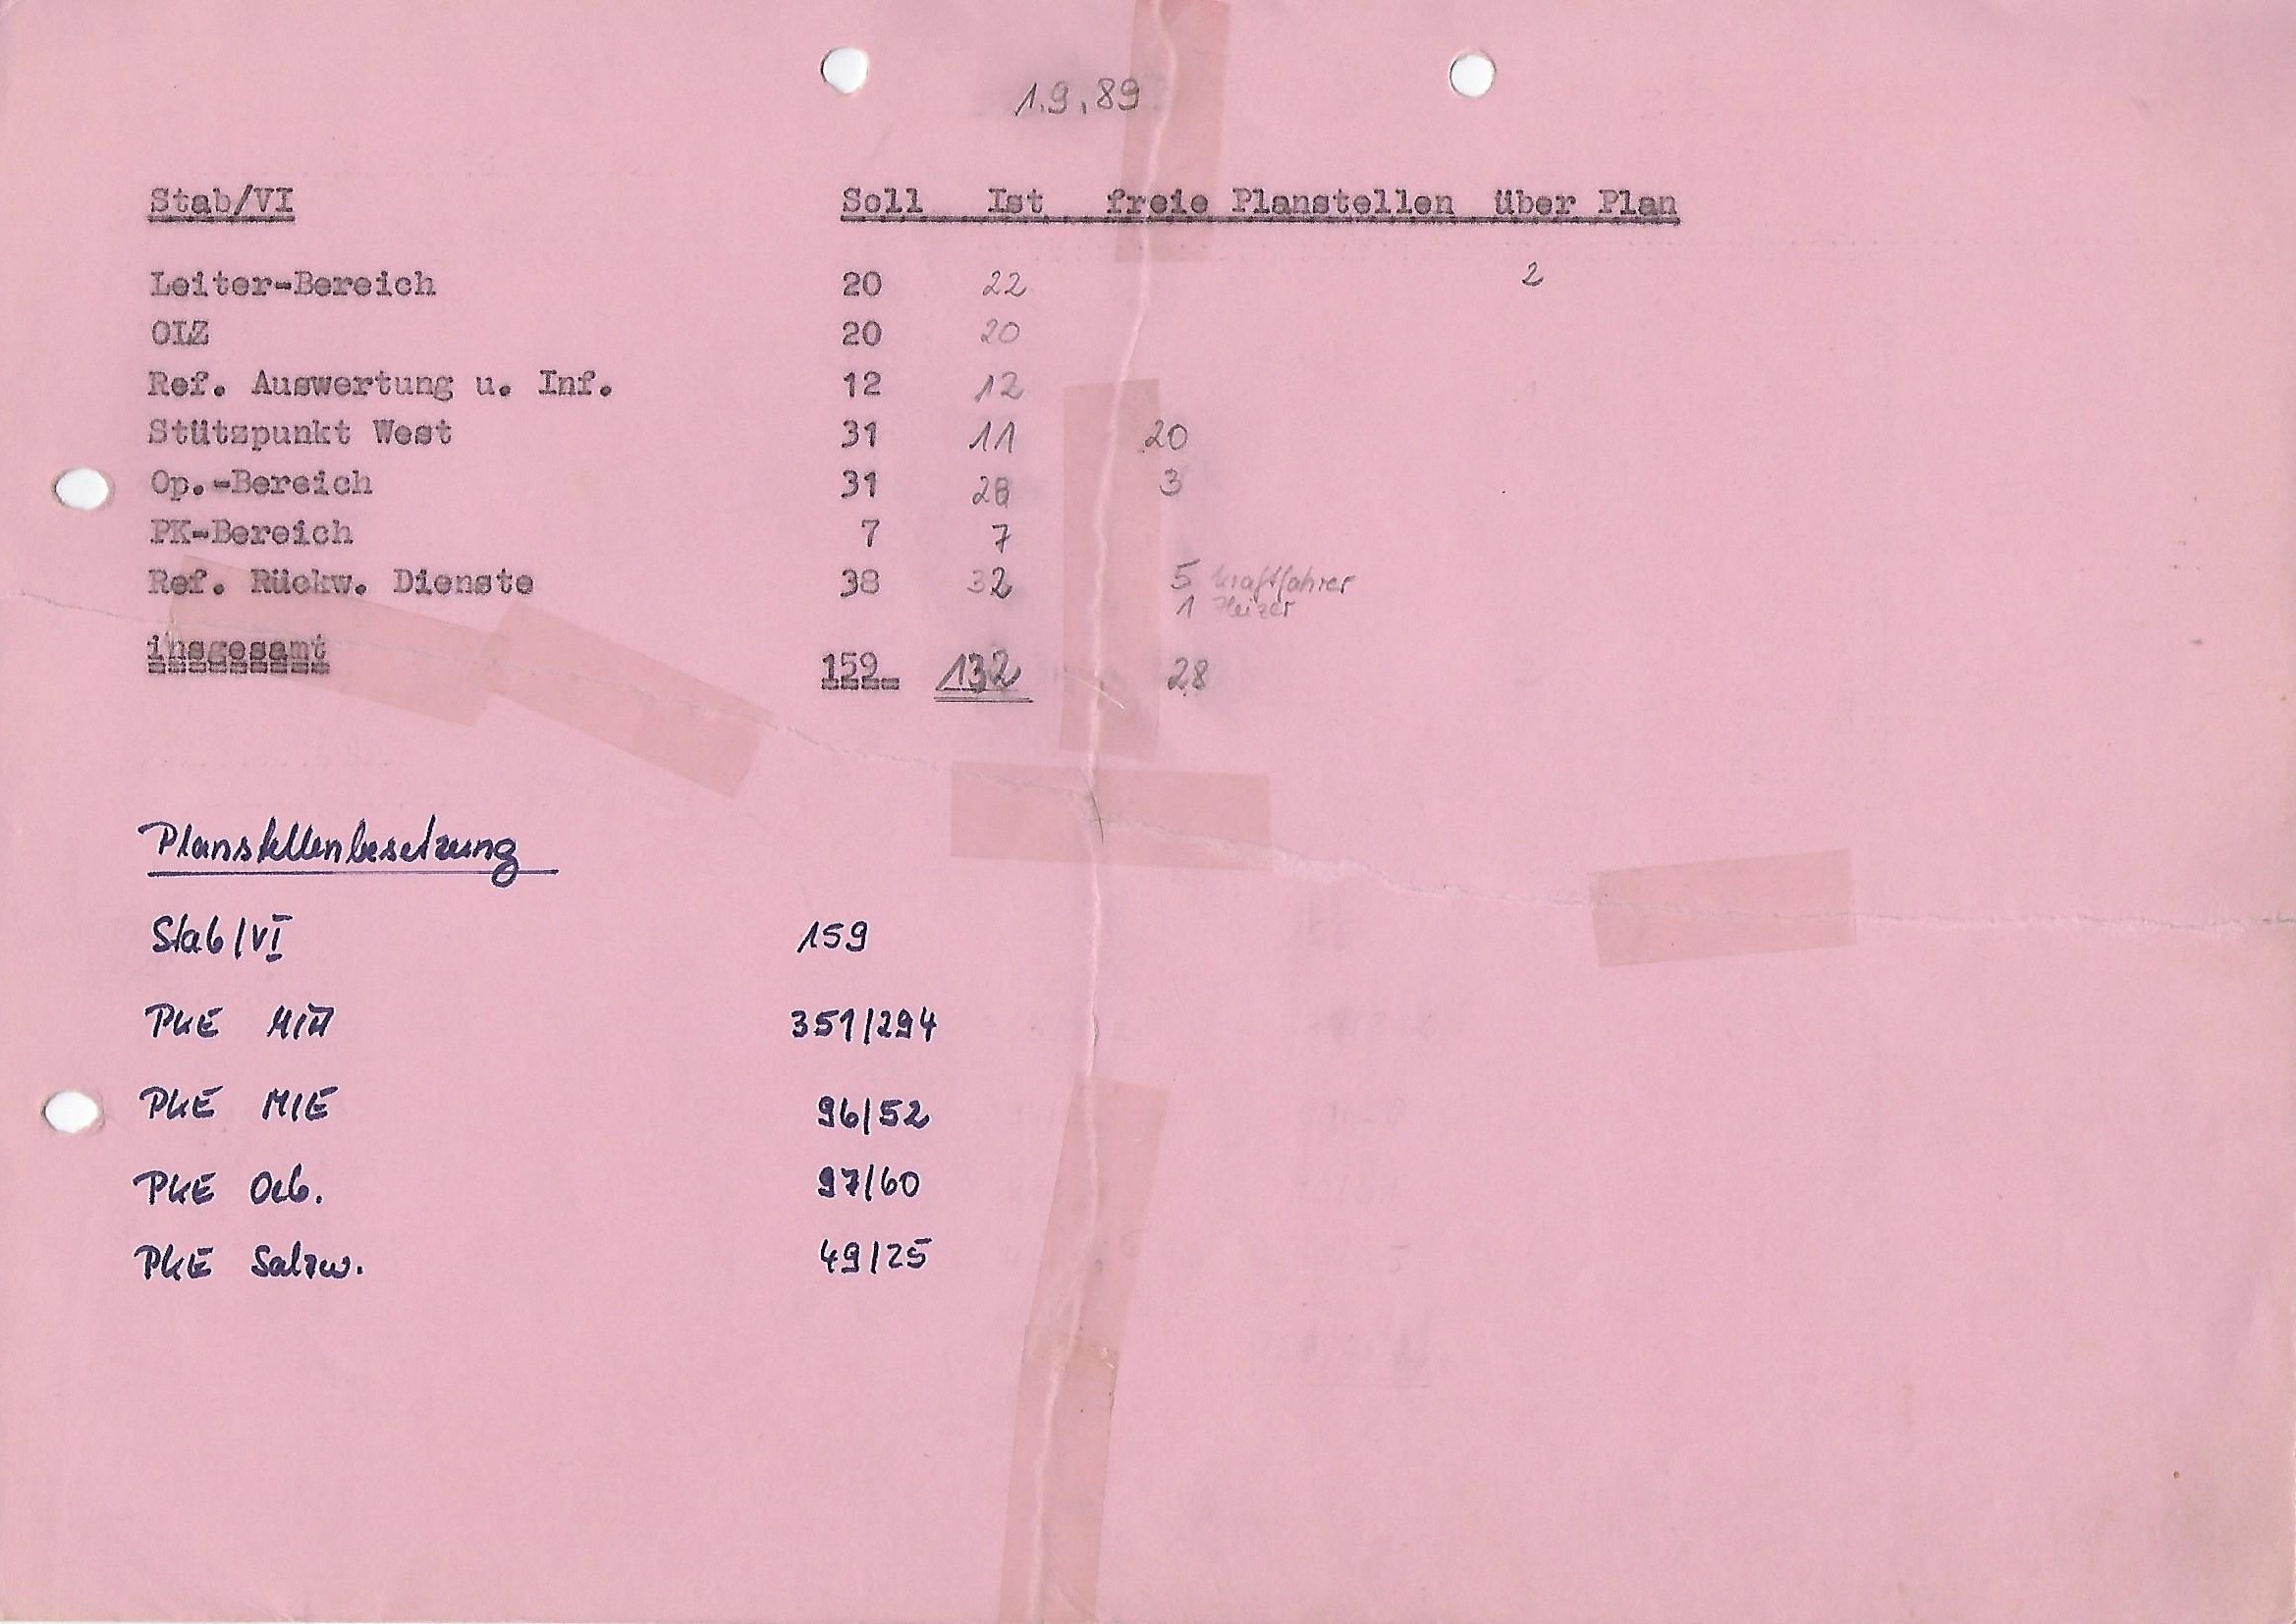 1.9.89
Stab/VI Soll Ist freie Planstellen über Plan
Leiter-Bereich 20 22 2
OLZ 20 20
Ref. Auswertung u. Inf. 12 12
Stützpunkt West 31 11 20
Op.-Bereich 31 28 3
PK-Bereich 7 7
Ref. Rückw. Dienste 38 32 5 Kraftfahrer
1 Heizer
insgesamt 159 132 28
Planstellenbesetzung
Stab/VI 159
PKE 351/294
PKE MIE 96/52
PKE Oeb. 97/60
PKE Salzw. 49/25